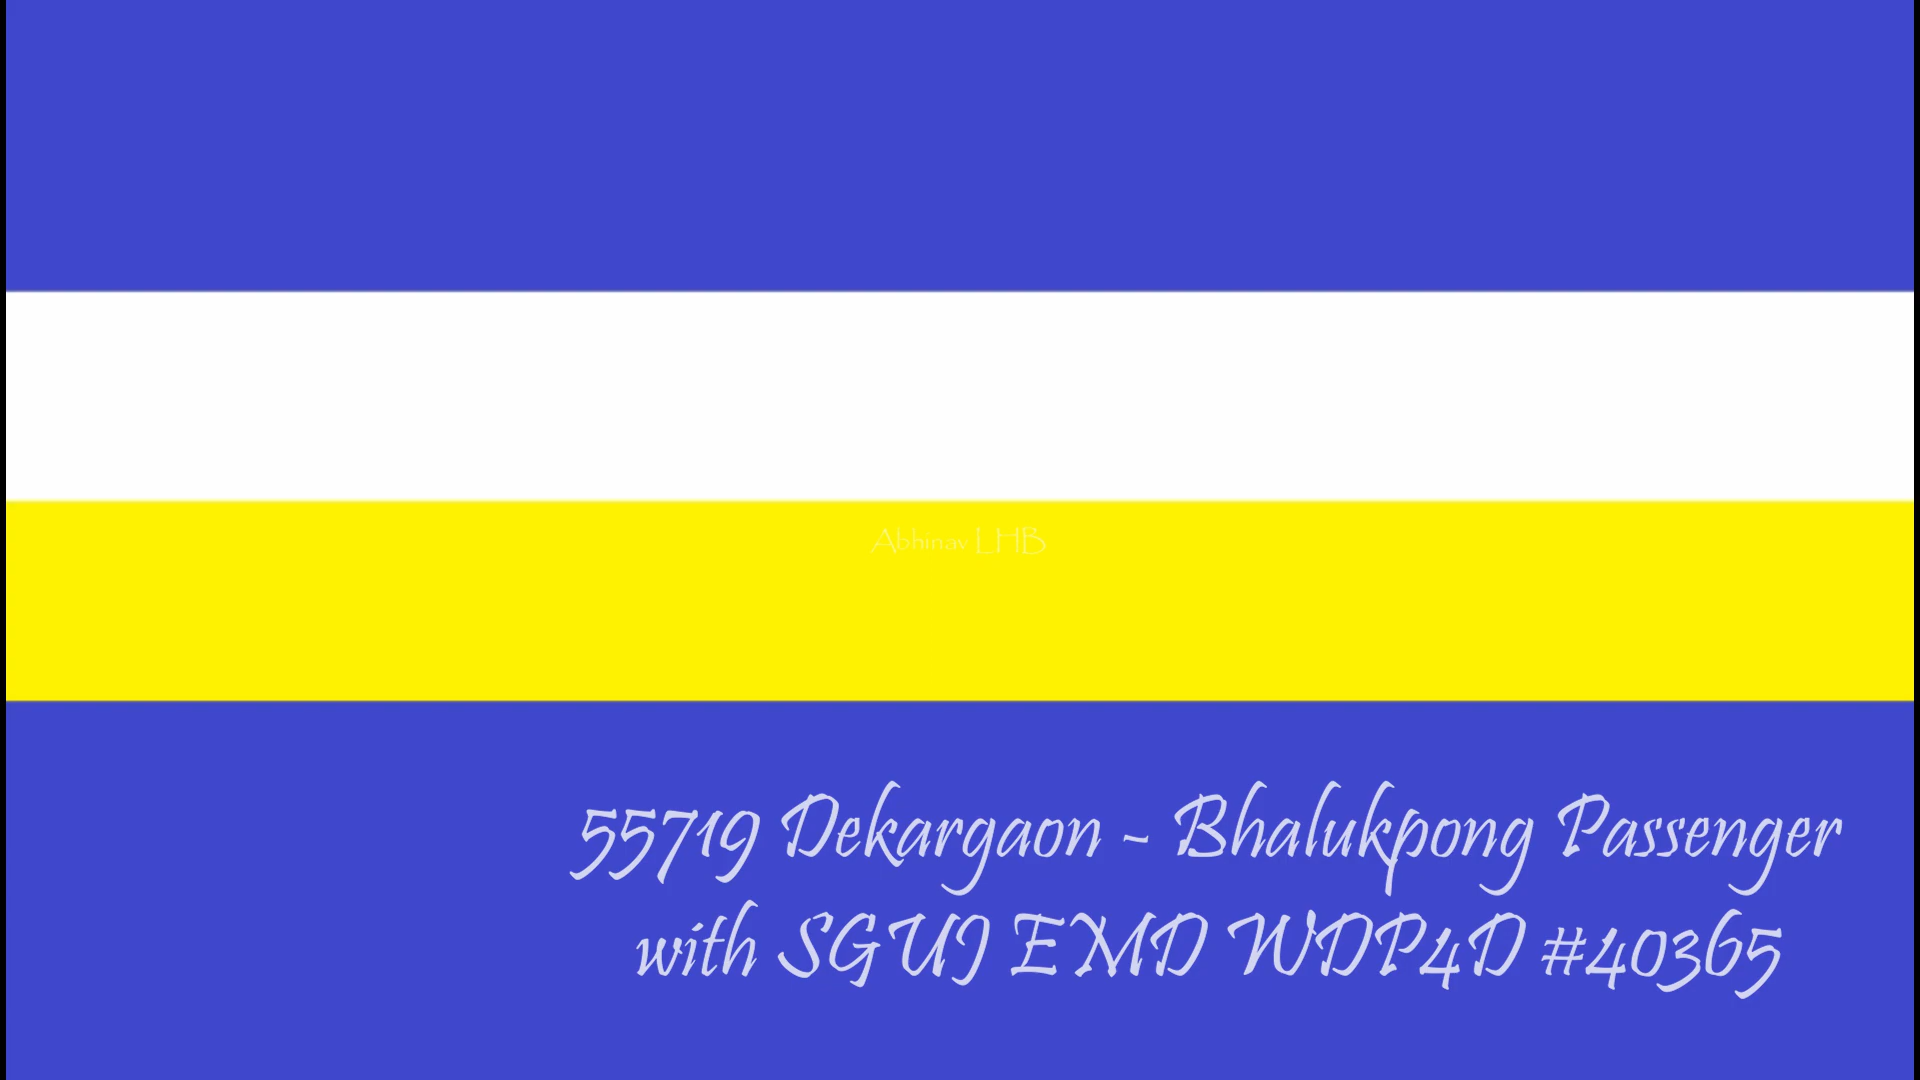 Abhinav LHB
55719 Dekargaon - Bhalukpong Passenger
with SGUJ EMD WDP4D #40365